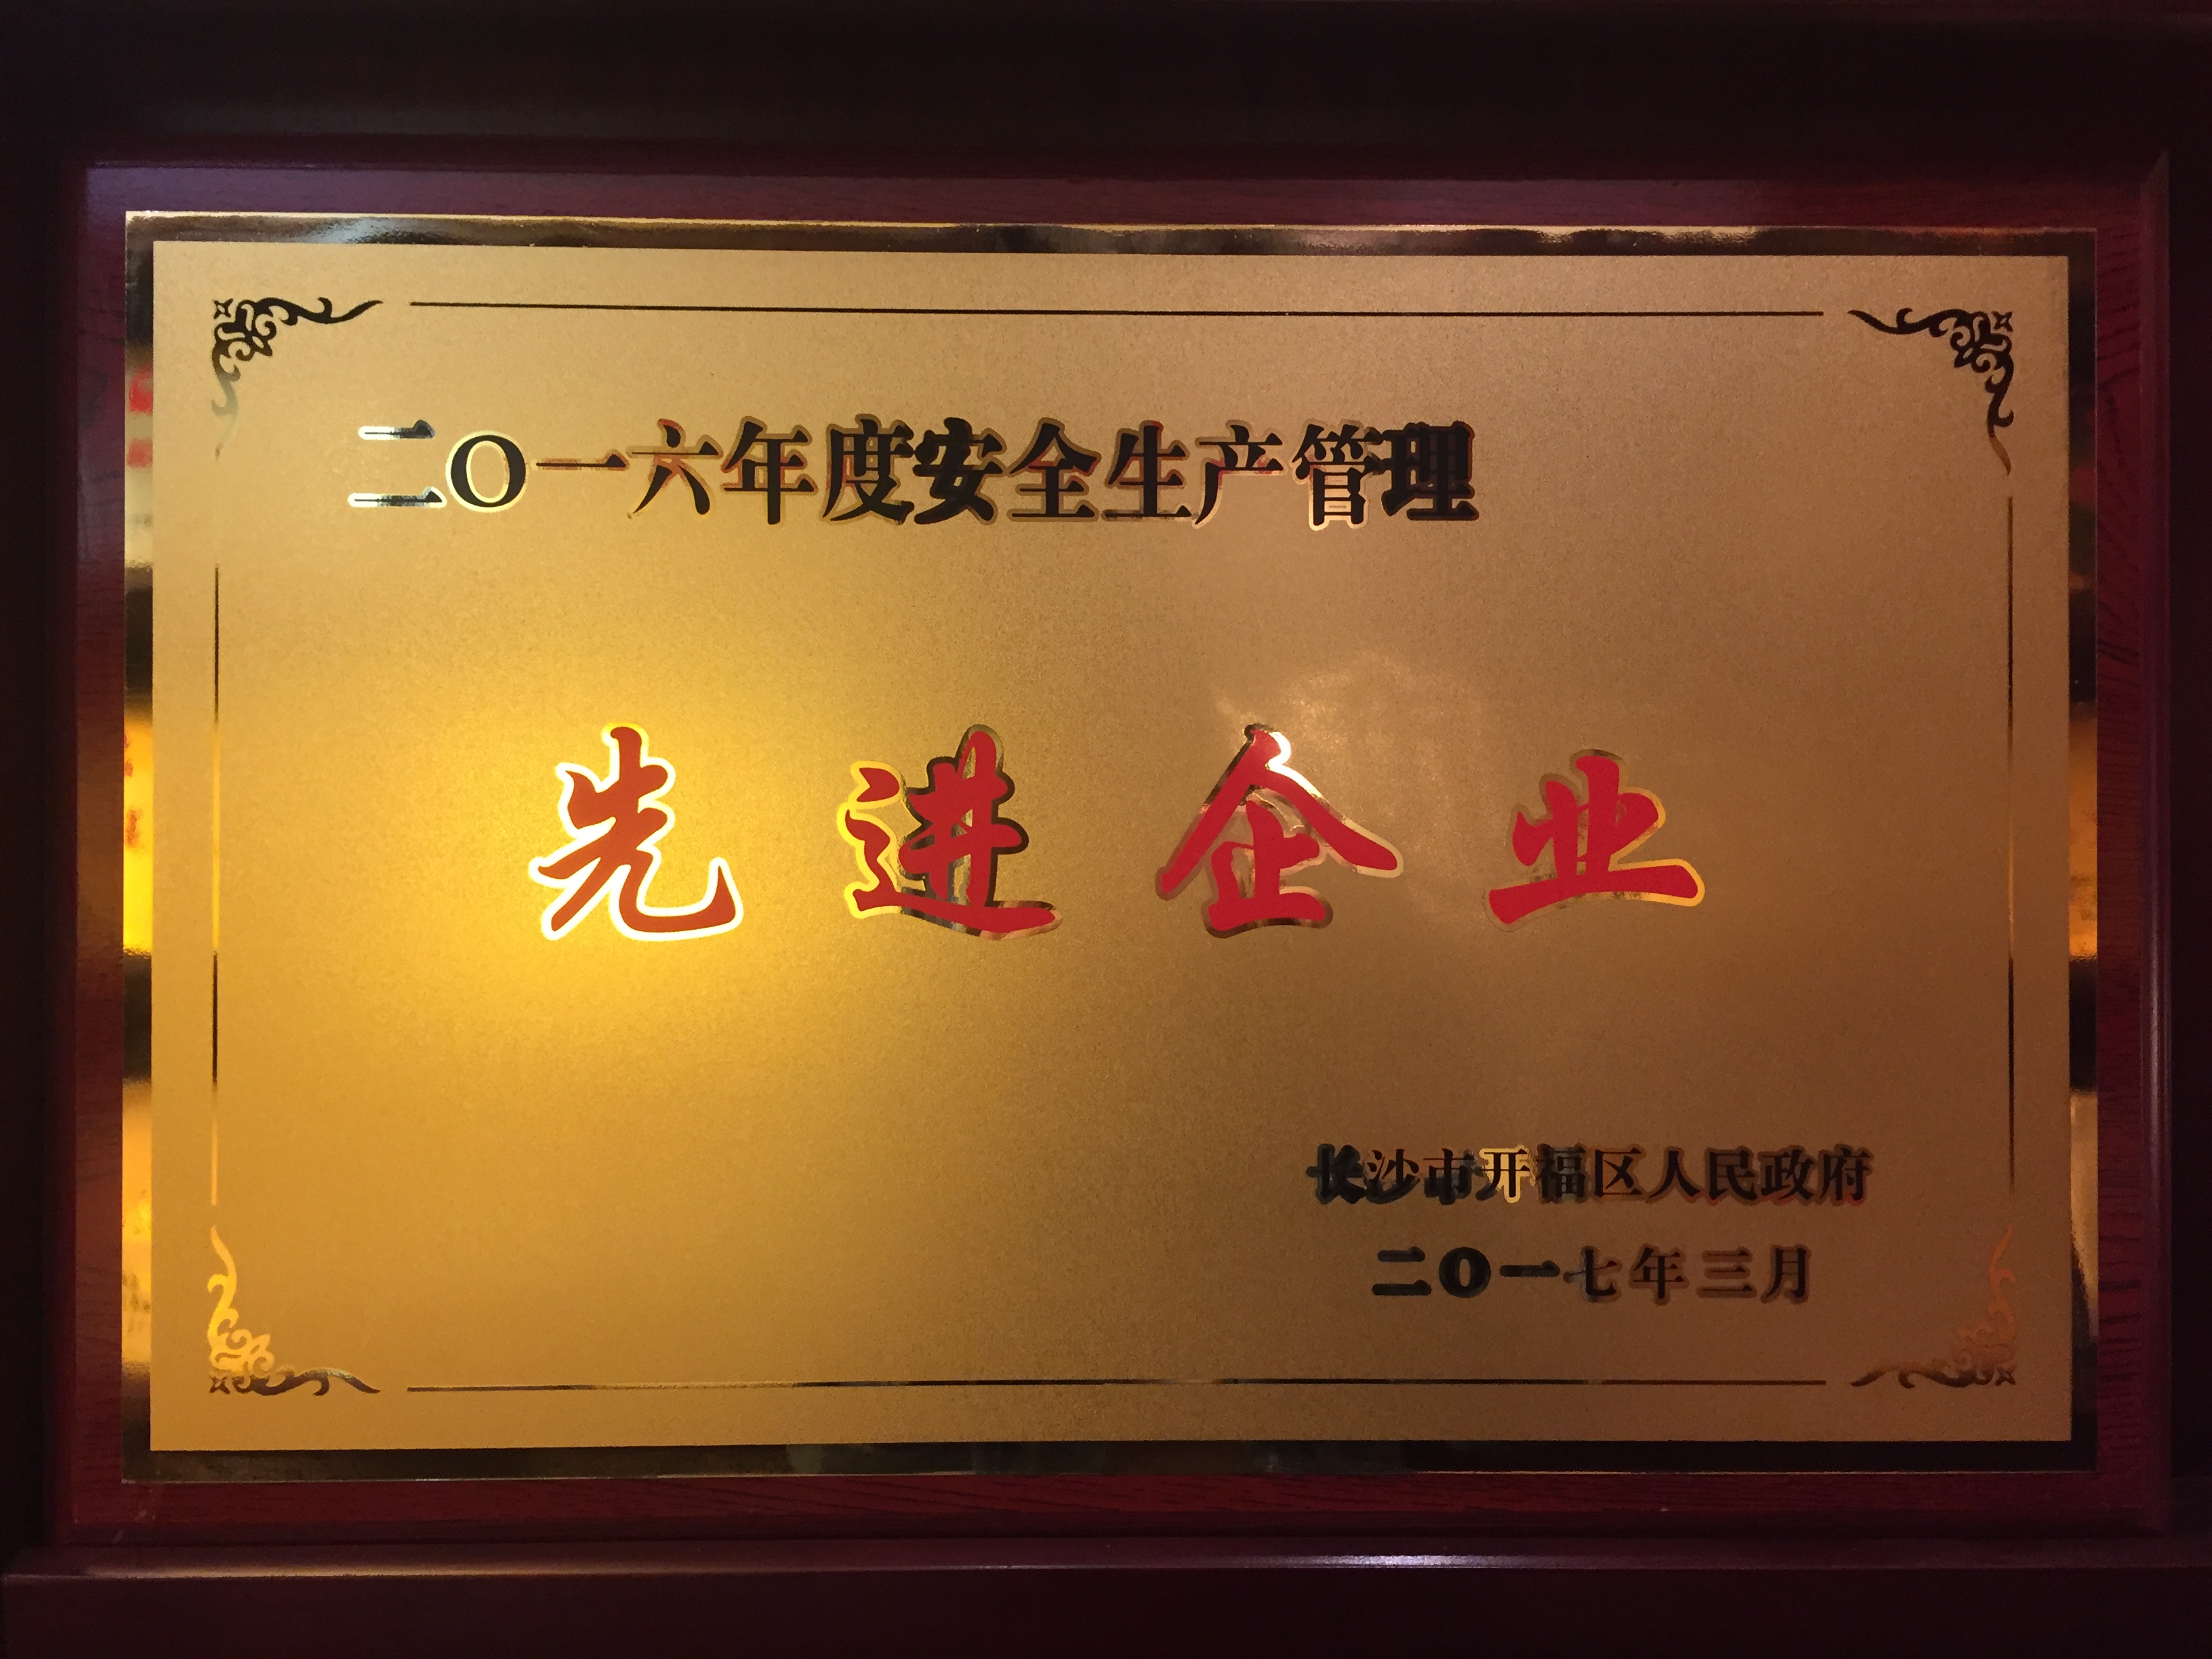 二〇一六年度安全生产管理
先进企业
长沙市开福区人民政府
二〇一七年三月